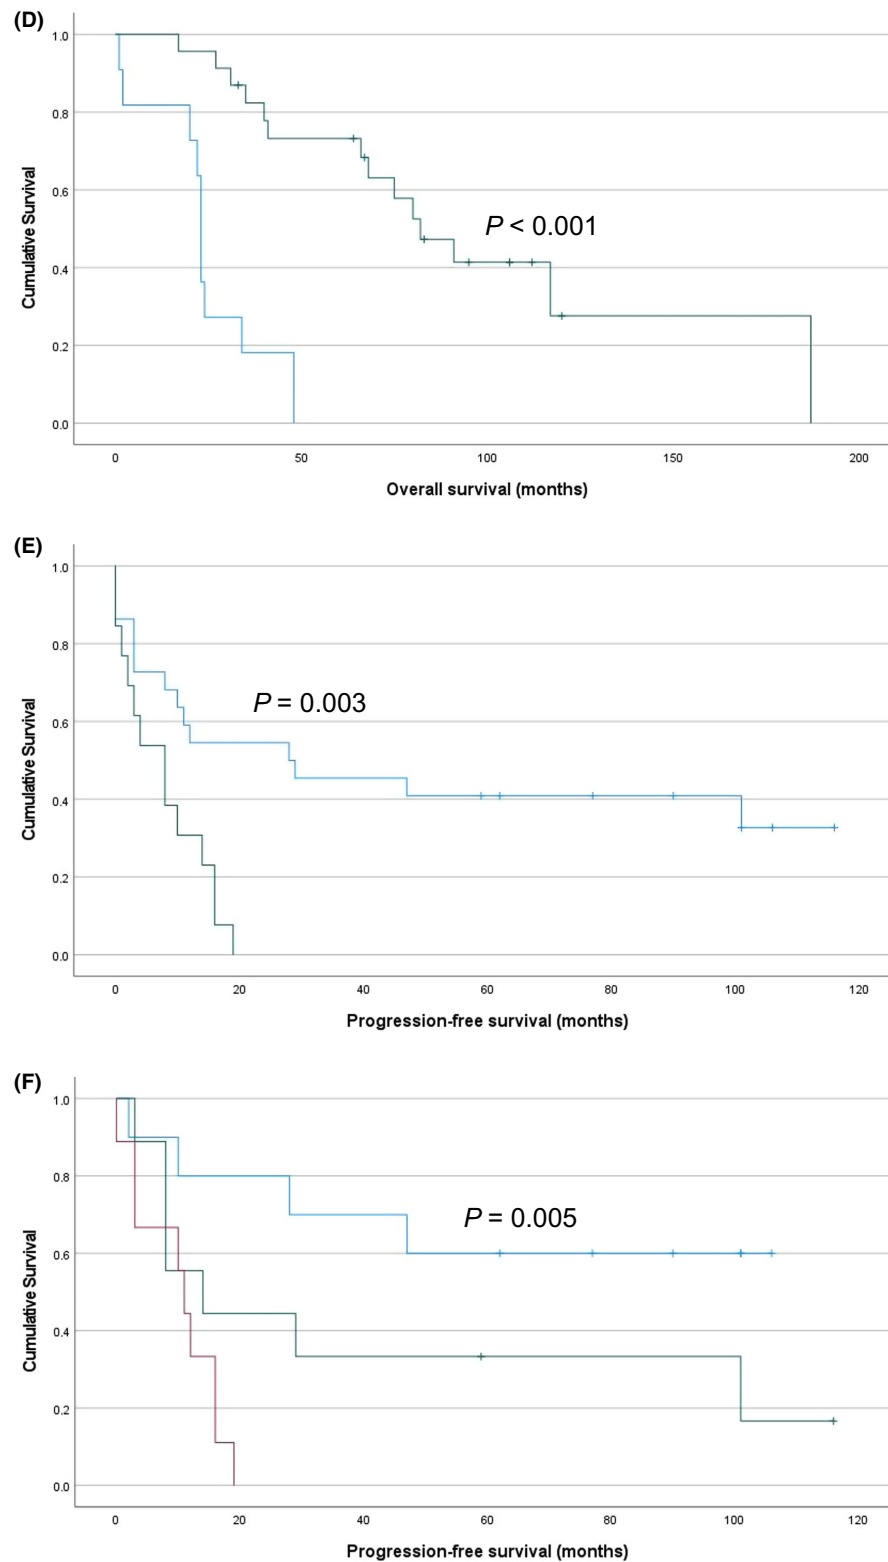 (D)
1.0
0.8
0.6
0.4
0.2
0.0
Cumulative Survival
P < 0.001
0 50 100 150 200
Overall survival (months)
(E)
1.0
0.8
0.6
0.4
0.2
0.0
Cumulative Survival
P = 0.003
0 20 40 60 80 100 120
Progression-free survival (months)
(F)
1.0
0.8
0.6
0.4
0.2
0.0
Cumulative Survival
P = 0.005
0 20 40 60 80 100 120
Progression-free survival (months)